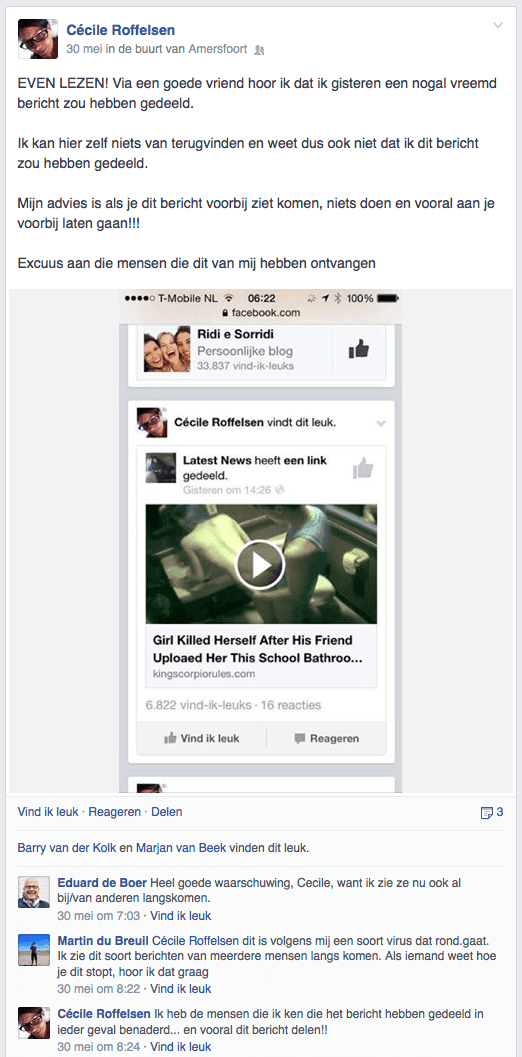 Cécile Roffelsen
30 mei in de buurt van Amersfoort
EVEN LEZEN! Via een goede vriend hoor ik dat ik gisteren een nogal vreemd
bericht zou hebben gedeeld.
Ik kan hier zelf niets van terugvinden en weet dus ook niet dat ik dit bericht
zou hebben gedeeld.
Mijn advies is als je dit bericht voorbij ziet komen, niets doen en vooral aan je
voorbij laten gaan!!!
Excuus aan die mensen die dit van mij hebben ontvangen
T-Mobile NL 06:22 100%
facebook.com
Ridi e Sorridi
Persoonlijke blog
33.837 vind-ik-leuks
Cécile Roffelsen vindt dit leuk.
Latest News heeft een link
gedeeld.
Gisteren om 14:26
Girl Killed Herself After His Friend
Uploaed Her This School Bathroo...
kingscorpiorules.com
6.822 vind-ik-leuks · 16 reacties
Vind ik leuk Reageren
Vind ik leuk · Reageren · Delen 3
Barry van der Kolk en Marjan van Beek vinden dit leuk.
Eduard de Boer Heel goede waarschuwing, Cecile, want ik zie ze nu ook al
bij/van anderen langskomen.
30 mei om 7:03 · Vind ik leuk
Martin du Breuil Cécile Roffelsen dit is volgens mij een soort virus dat rond.gaat.
Ik zie dit soort berichten van meerdere mensen langs komen. Als iemand weet hoe
je dit stopt, hoor ik dat graag
30 mei om 8:22 · Vind ik leuk
Cécile Roffelsen Ik heb de mensen die ik ken die het bericht hebben gedeeld in
ieder geval benaderd... en vooral dit bericht delen!!
30 mei om 8:24 · Vind ik leuk